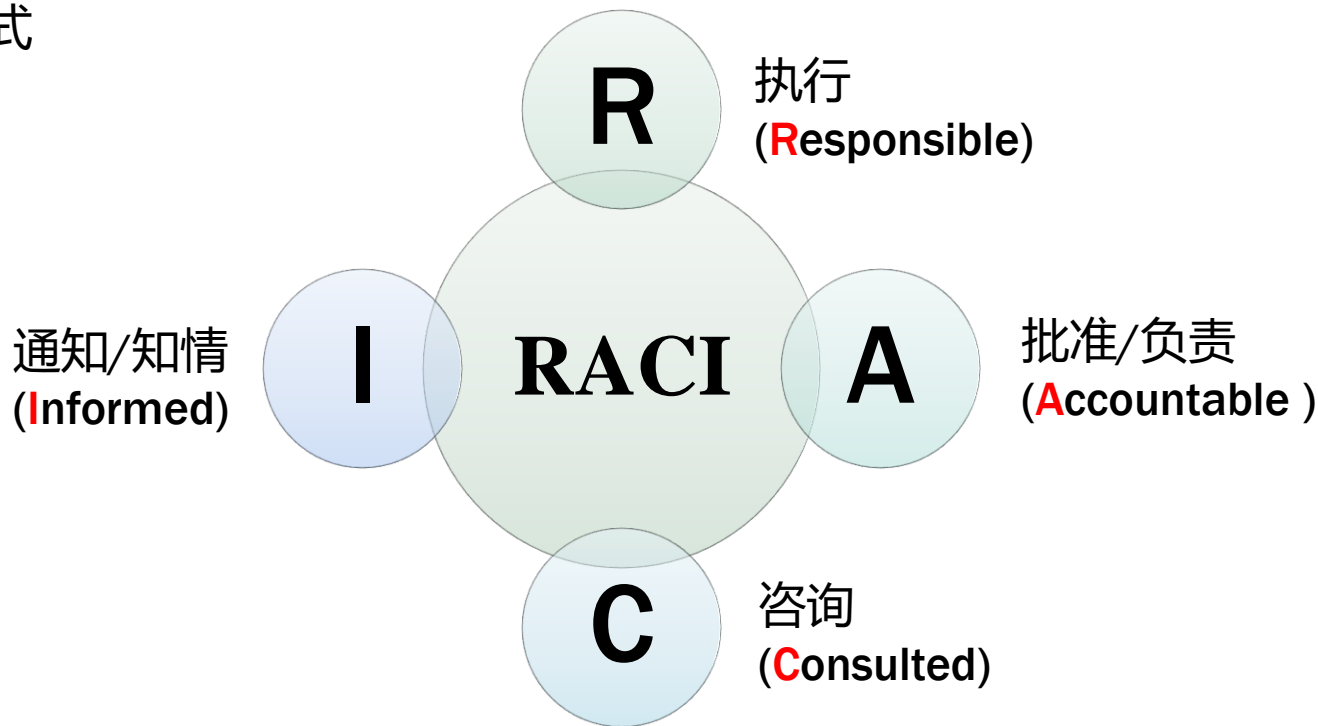 式
R
执行
(Responsible)
I
RACI
A
通知/知情
(Informed)
批准/负责
(Accountable )
C
咨询
(Consulted)